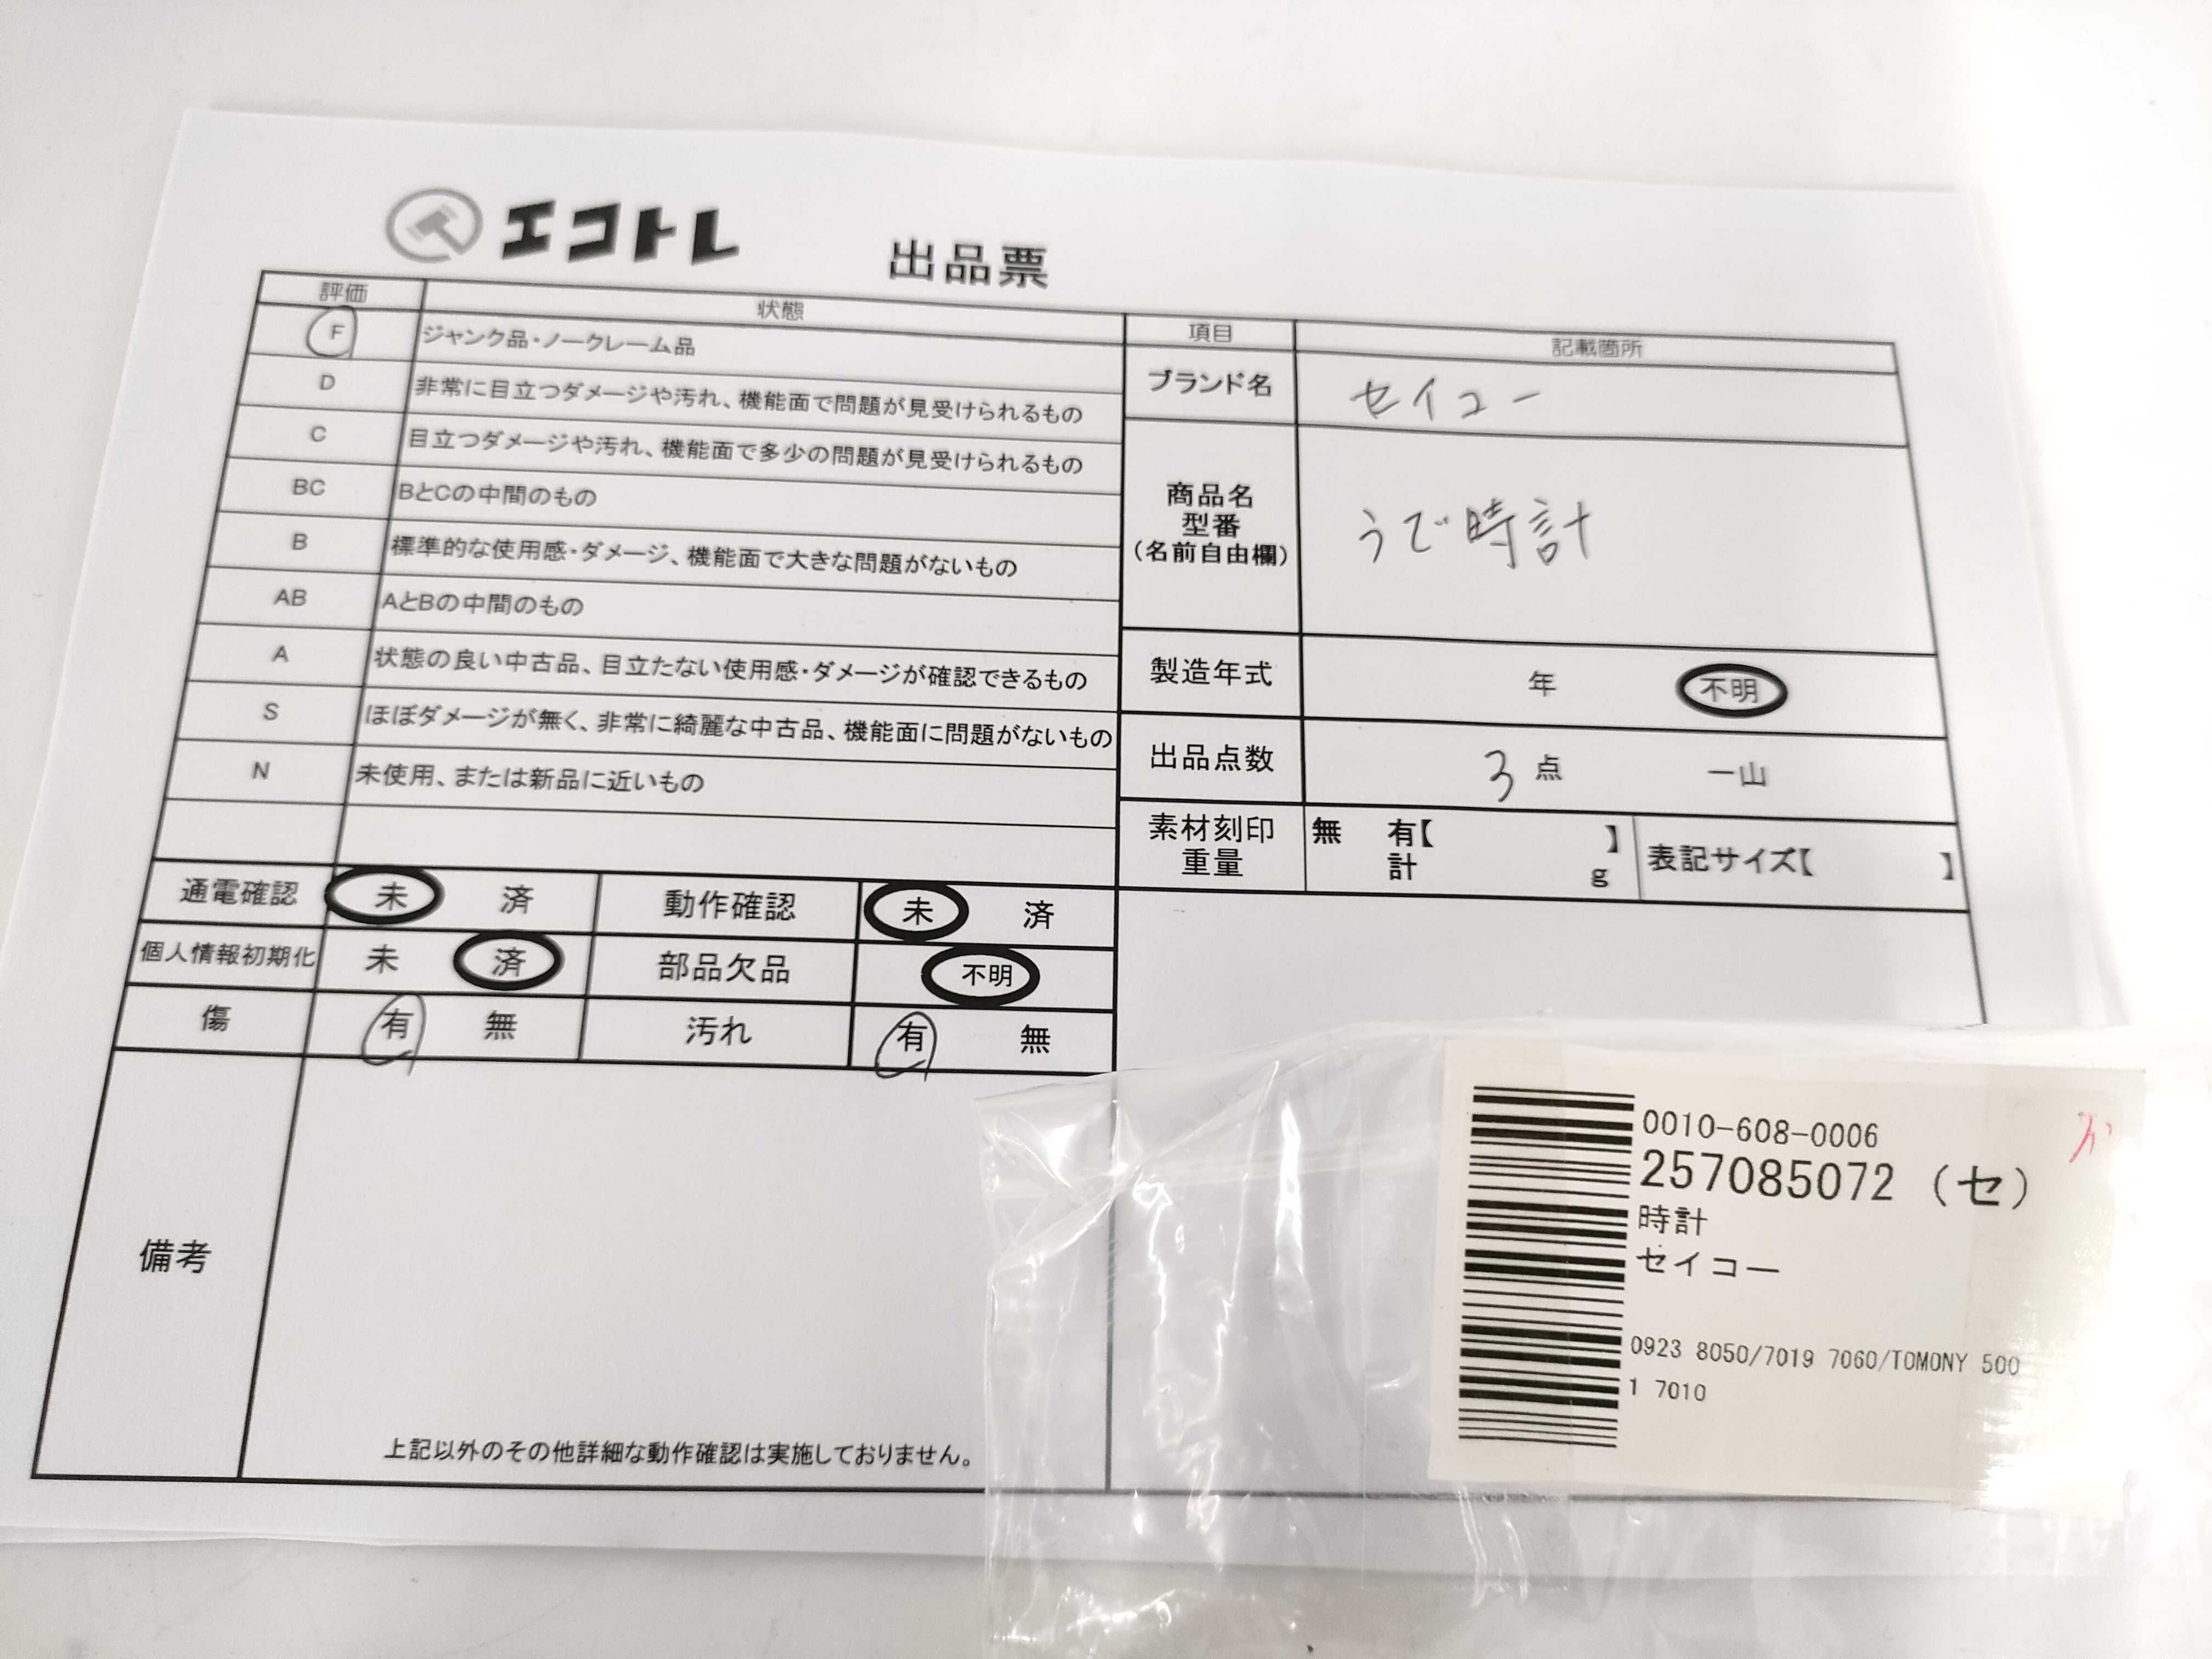 エコトレ 出品票
評価 状態
F ジャンク品・ノークレーム品
D 非常に目立つダメージや汚れ、機能面で問題が見受けられるもの
C 目立つダメージや汚れ、機能面で多少の問題が見受けられるもの
BC BとCの中間のもの
B 標準的な使用感・ダメージ、機能面で大きな問題がないもの
AB AとBの中間のもの
A 状態の良い中古品、目立たない使用感・ダメージが確認できるもの
S ほぼダメージが無く、非常に綺麗な中古品、機能面に問題がないもの
N 未使用、または新品に近いもの
通電確認 未 済 動作確認 未 済
個人情報初期化 未 済 部品欠品 不明
傷 有 無 汚れ 有 無
備考
上記以外のその他詳細な動作確認は実施しておりません。
項目 記載箇所
ブランド名 セイコー
商品名
型番
(名前自由欄)
うで時計
製造年式 年 不明
出品点数 3 点 一山
素材刻印 無 有【 】
重量 計 g
表記サイズ【 】
0010-608-0006
257085072 (セ)
時計
セイコー
0923 8050/7019 7060/TOMONY 500
1 7010